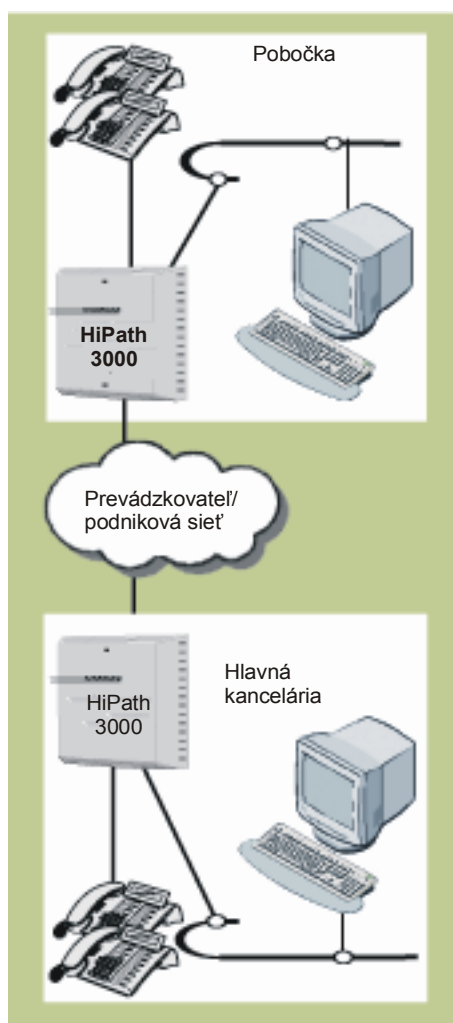 Pobočka
HiPath
3000
Prevádzkovateľ/
podniková sieť
Hlavná
kancelária
HiPath
3000